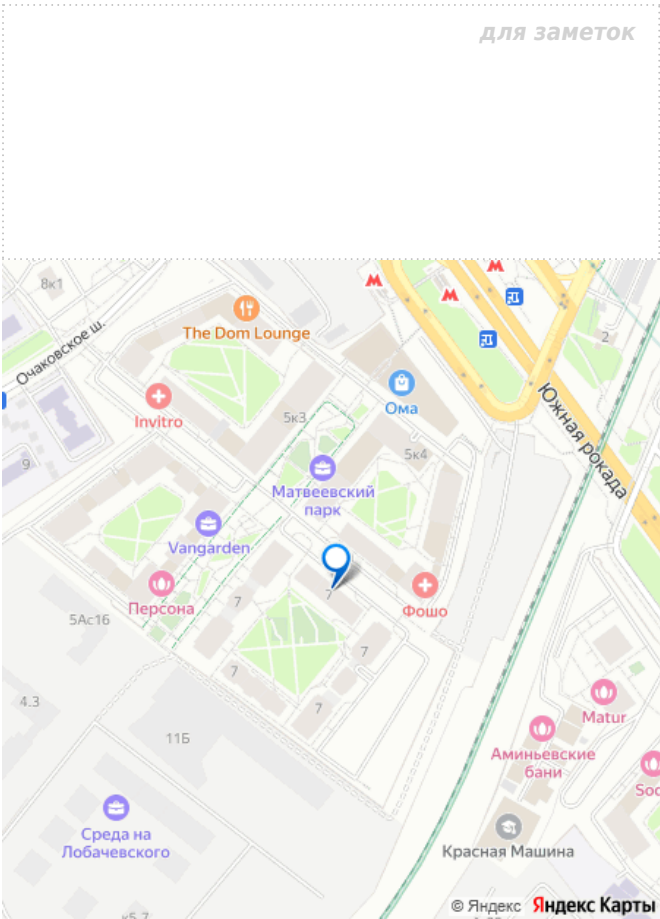 для заметок
8к1
The Dom Lounge
2
Очаковское ш.
Ома
Invitro
5к3
Южная рокада
5к4
9
Матвеевский
парк
Vangarden
Персона
7
7
Фошо
5Ас16
7
7
4.3
7
Matur
11Б
Аминьевские
бани
Soc
Среда на
Лобачевского
Красная Машина
© Яндекс Яндекс Карты